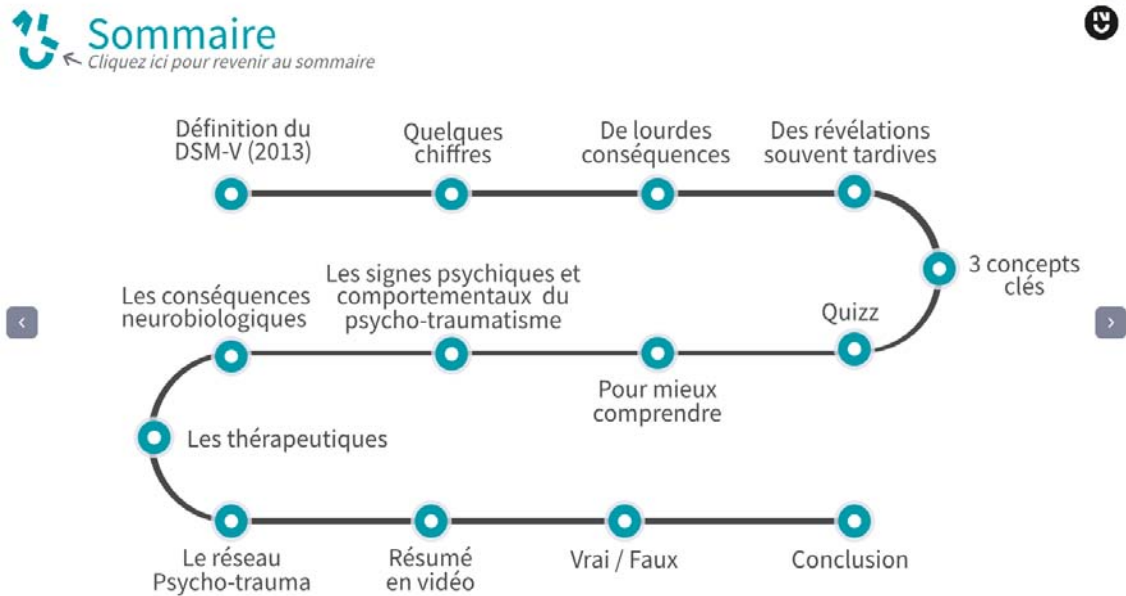 Sommaire
Cliquez ici pour revenir au sommaire
Définition du
DSM-V (2013)
Quelques
chiffres
De lourdes
conséquences
Des révélations
souvent tardives
3 concepts
clés
Quizz
Pour mieux
comprendre
Les signes psychiques et
comportementaux du
psycho-traumatisme
Les conséquences
neurobiologiques
Les thérapeutiques
Le réseau
Psycho-trauma
Résumé
en vidéo
Vrai / Faux
Conclusion